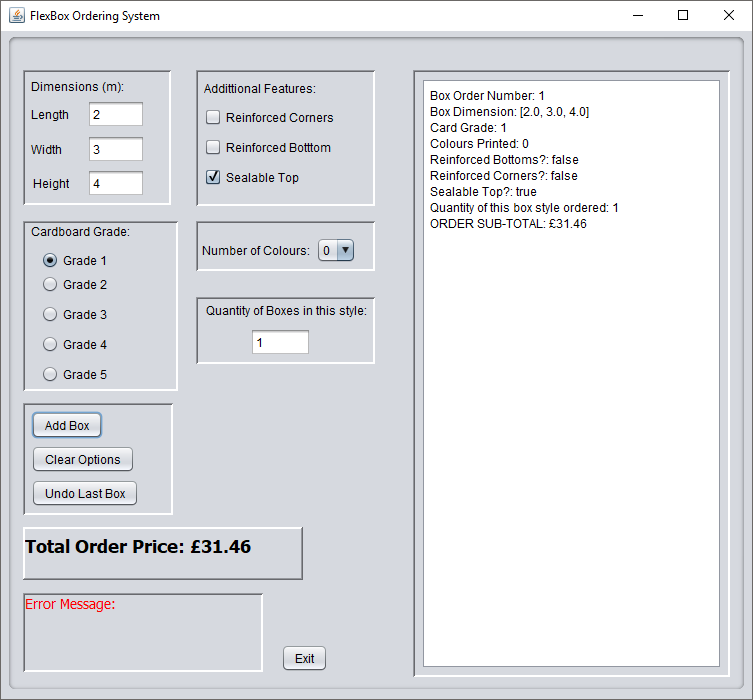 FlexBox Ordering System
Dimensions (m):
Length 2
Width 3
Height 4
Addittional Features:
Reinforced Corners
Reinforced Botttom
Sealable Top
Cardboard Grade:
Grade 1
Grade 2
Grade 3
Grade 4
Grade 5
Number of Colours: 0
Quantity of Boxes in this style:
1
Add Box
Clear Options
Undo Last Box
Total Order Price: £31.46
Error Message:
Exit
Box Order Number: 1
Box Dimension: [2.0, 3.0, 4.0]
Card Grade: 1
Colours Printed: 0
Reinforced Bottoms?: false
Reinforced Corners?: false
Sealable Top?: true
Quantity of this box style ordered: 1
ORDER SUB-TOTAL: £31.46